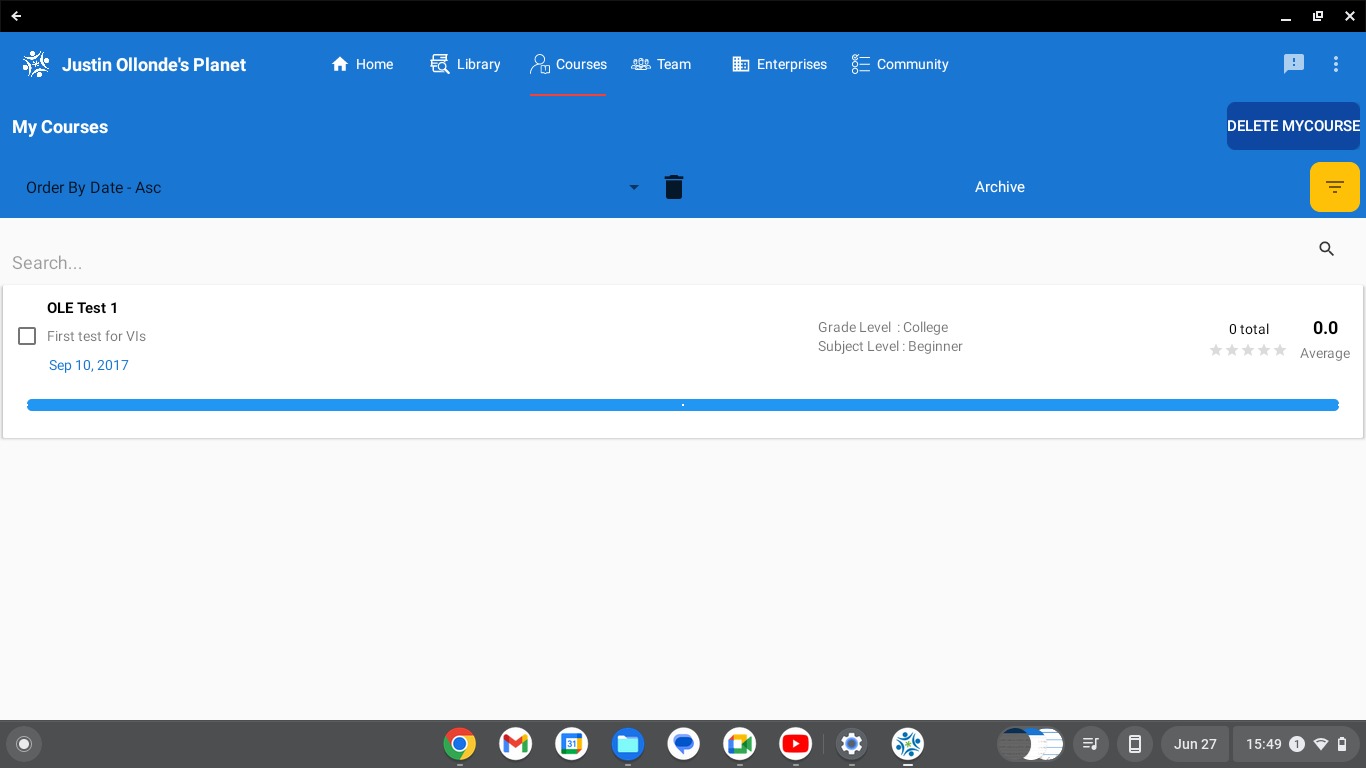 Justin Ollonde's Planet
Home
Library
Courses
Team
Enterprises
Community
My Courses
DELETE MYCOURSE
Order By Date - Asc
Archive
Search...
OLE Test 1
First test for VIs
Sep 10, 2017
Grade Level : College
Subject Level : Beginner
0 total
0.0
Average
31
Jun 27
15:49
1